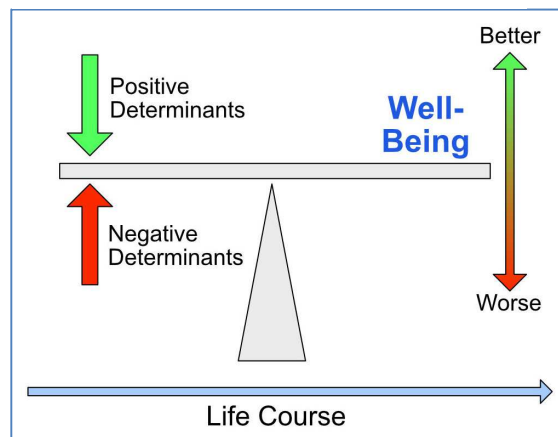 Better
Positive
Determinants
Well-
Being
Negative
Determinants
Worse
Life Course